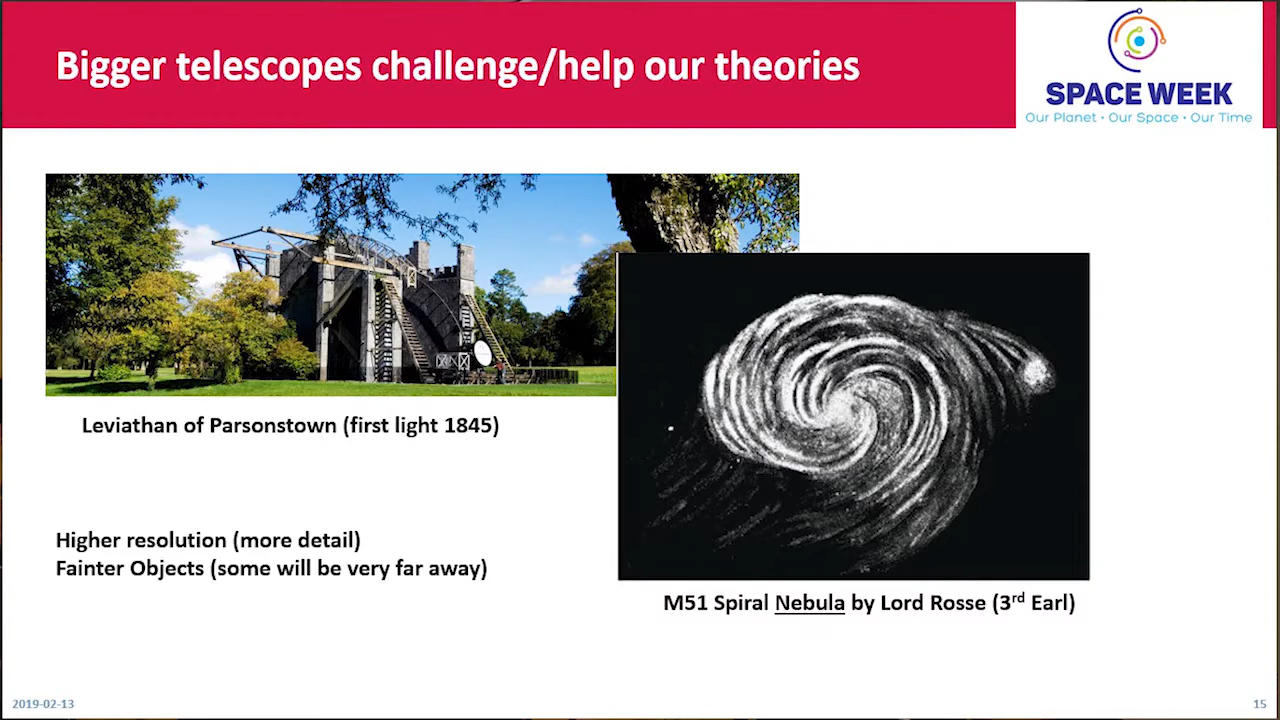 Bigger telescopes challenge/help our theories
SPACE WEEK
Our Planet · Our Space · Our Time
Leviathan of Parsonstown (first light 1845)
Higher resolution (more detail)
Fainter Objects (some will be very far away)
M51 Spiral Nebula by Lord Rosse (3rd Earl)
2019-02-13
15